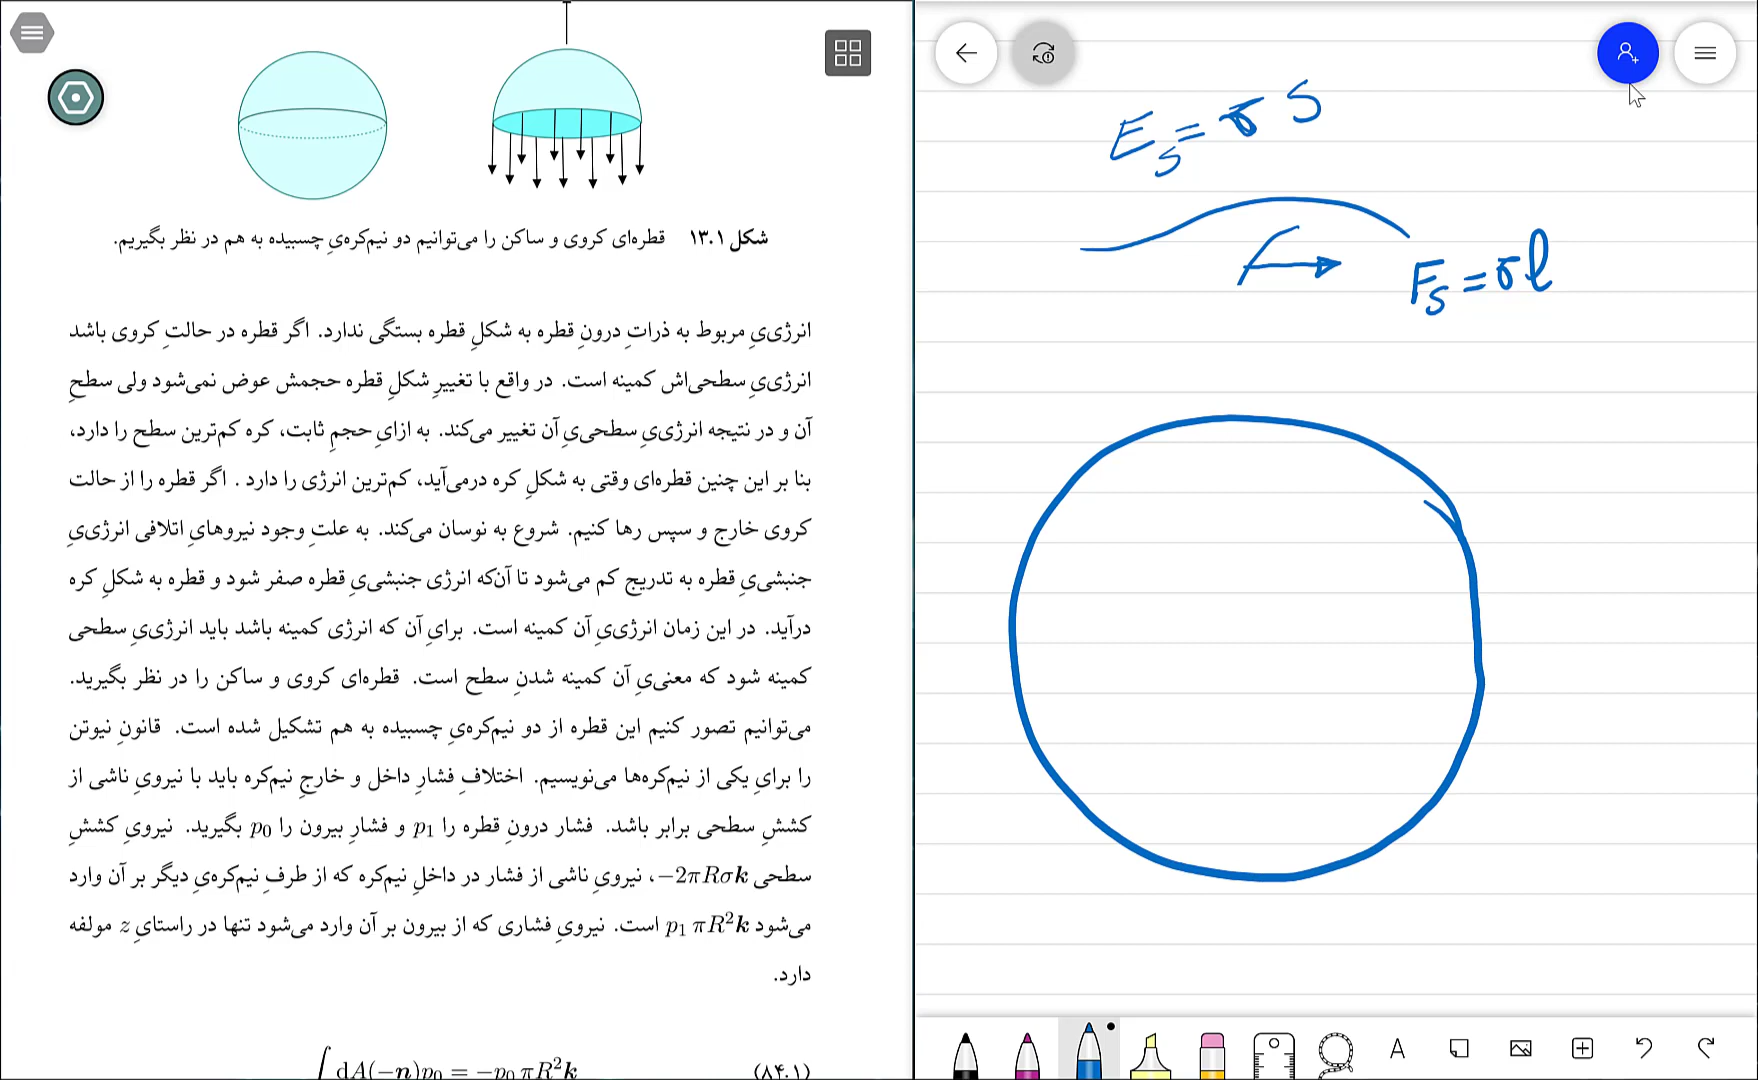 شکل ۱۳.۱ قطره‌ای کروی و ساکن را می‌توانیم دو نیم‌کره‌یِ چسبیده به هم در نظر بگیریم.
انرژی‌یِ مربوط به ذراتِ درونِ قطره به شکلِ قطره بستگی ندارد. اگر قطره در حالتِ کروی باشد
انرژی‌یِ سطحی‌اش کمینه است. در واقع با تغییرِ شکلِ قطره حجمش عوض نمی‌شود ولی سطحِ
آن و در نتیجه انرژی‌یِ سطحی‌یِ آن تغییر می‌کند. به ازایِ حجمِ ثابت، کره کم‌ترین سطح را دارد،
بنا بر این چنین قطره‌ای وقتی به شکلِ کره درمی‌آید، کم‌ترین انرژی را دارد . اگر قطره را از حالت
کروی خارج و سپس رها کنیم. شروع به نوسان می‌کند. به علتِ وجود نیروهایِ اتلافی انرژی‌یِ
جنبشی‌یِ قطره به تدریج کم می‌شود تا آن‌که انرژی جنبشی‌یِ قطره صفر شود و قطره به شکلِ کره
درآید. در این زمان انرژی‌یِ آن کمینه است. برایِ آن که انرژی کمینه باشد باید انرژی‌یِ سطحی
کمینه شود که معنی‌یِ آن کمینه شدنِ سطح است. قطره‌ای کروی و ساکن را در نظر بگیرید.
می‌توانیم تصور کنیم این قطره از دو نیم‌کره‌یِ چسبیده به هم تشکیل شده است. قانونِ نیوتن
را برایِ یکی از نیم‌کره‌ها می‌نویسیم. اختلافِ فشارِ داخل و خارجِ نیم‌کره باید با نیرویِ ناشی از
کششِ سطحی برابر باشد. فشار درونِ قطره را p₁ و فشارِ بیرون را p₀ بگیرید. نیرویِ کششِ
سطحی −2πRσk، نیرویِ ناشی از فشار در داخلِ نیم‌کره که از طرفِ نیم‌کره‌یِ دیگر بر آن وارد
می‌شود p₁ πR²k است. نیرویِ فشاری که از بیرون بر آن وارد می‌شود تنها در راستایِ z مولفه
دارد.
∫ dA(−n)p₀ = −p₀ πR²k (۸۴.۱)
E_S = σ S
F_S = σ l
A